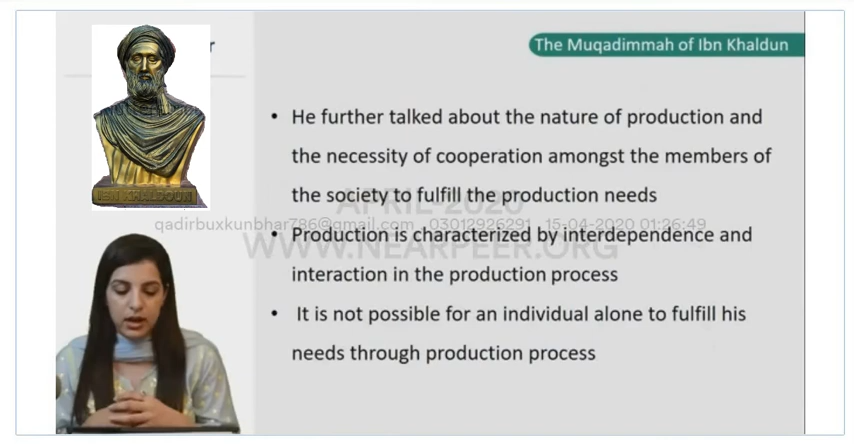 r
The Muqadimmah of Ibn Khaldun
IBN KHALDOUN
• He further talked about the nature of production and
the necessity of cooperation amongst the members of
the society to fulfill the production needs
APRIL-2020
qadirbuxkunbhar786@gmail.com 03012926291 15-04-2020 01:26:49
• Production is characterized by interdependence and
WWW.NEARPEER.ORG
interaction in the production process
• It is not possible for an individual alone to fulfill his
needs through production process